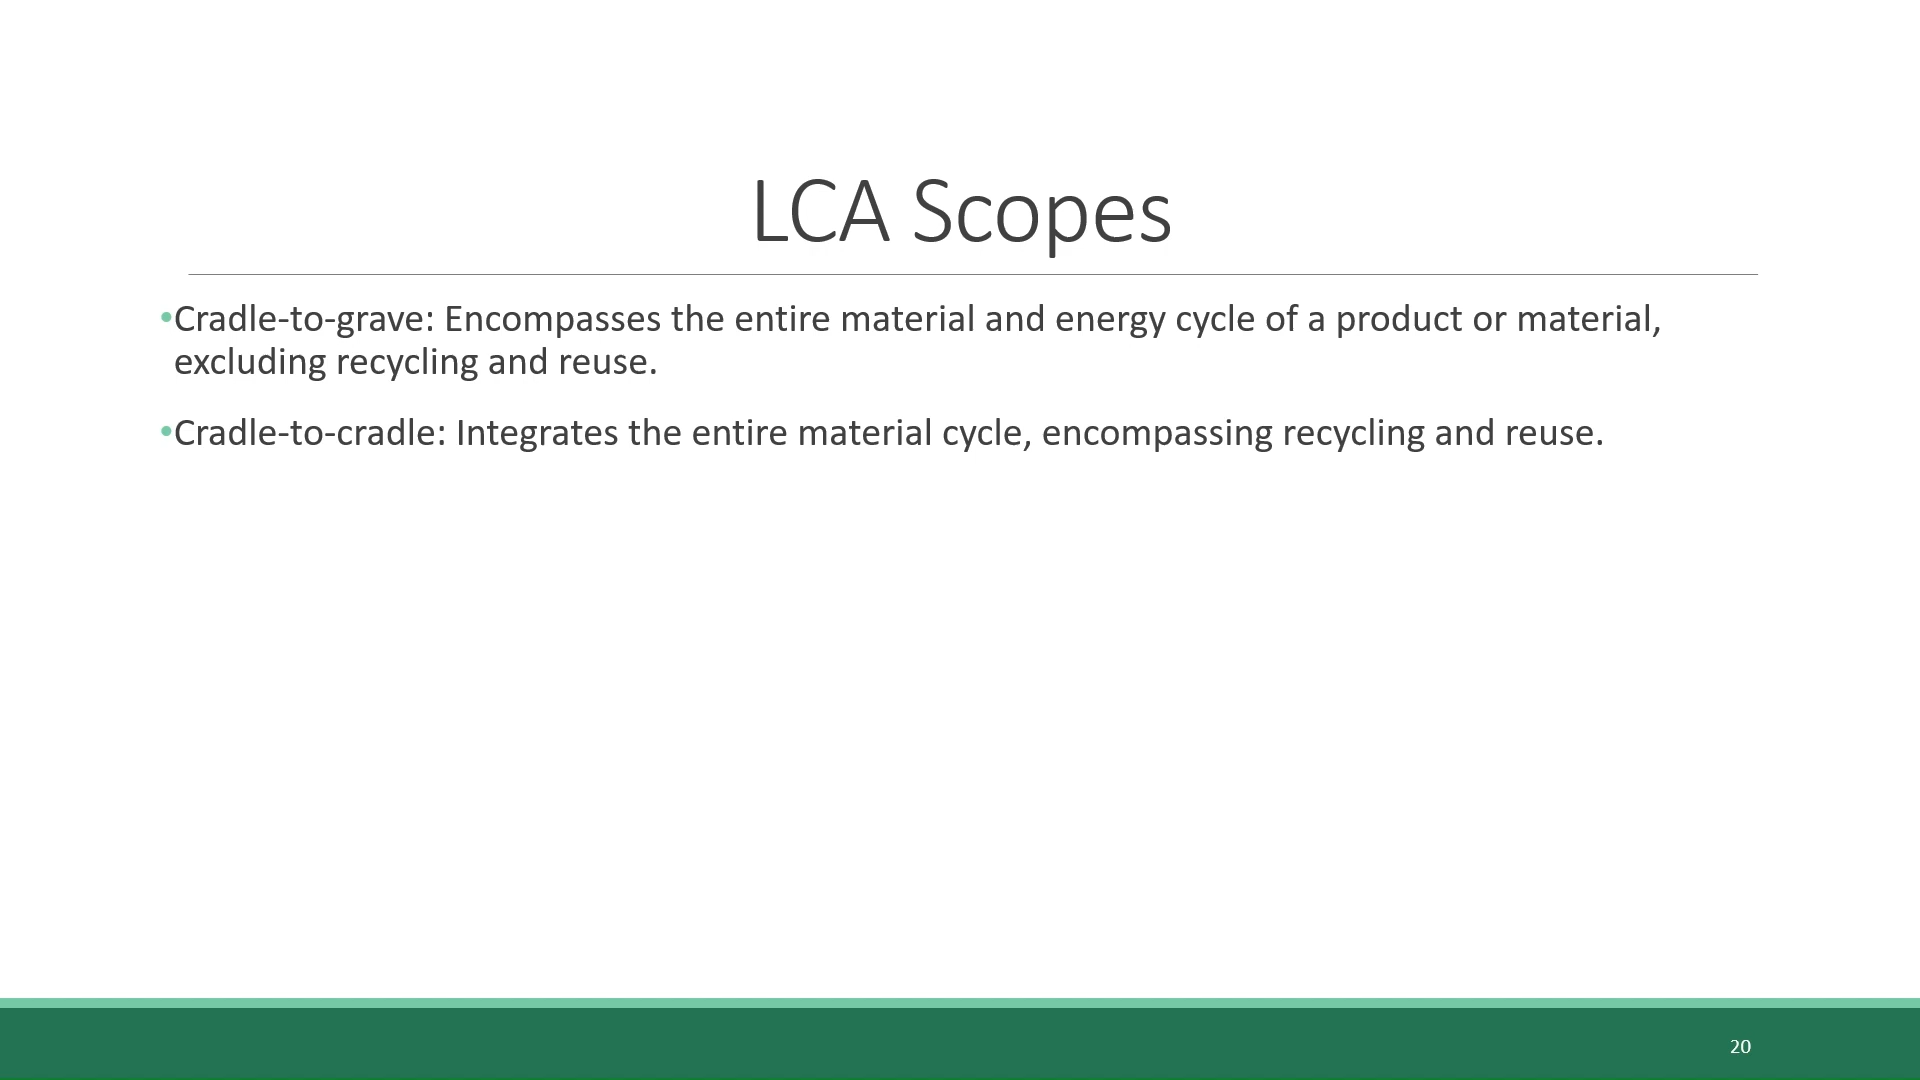 LCA Scopes
•Cradle-to-grave: Encompasses the entire material and energy cycle of a product or material,
excluding recycling and reuse.
•Cradle-to-cradle: Integrates the entire material cycle, encompassing recycling and reuse.
20